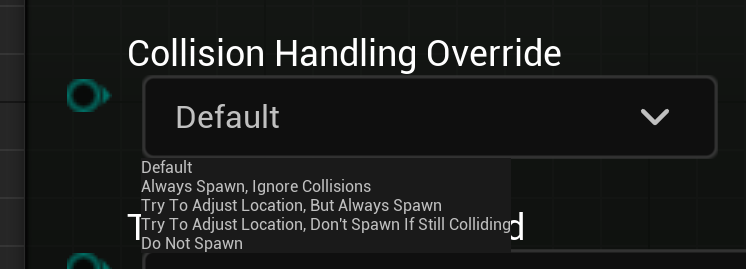 Collision Handling Override
Default
Default
Always Spawn, Ignore Collisions
Try To Adjust Location, But Always Spawn
Try To Adjust Location, Don't Spawn If Still Colliding
Do Not Spawn